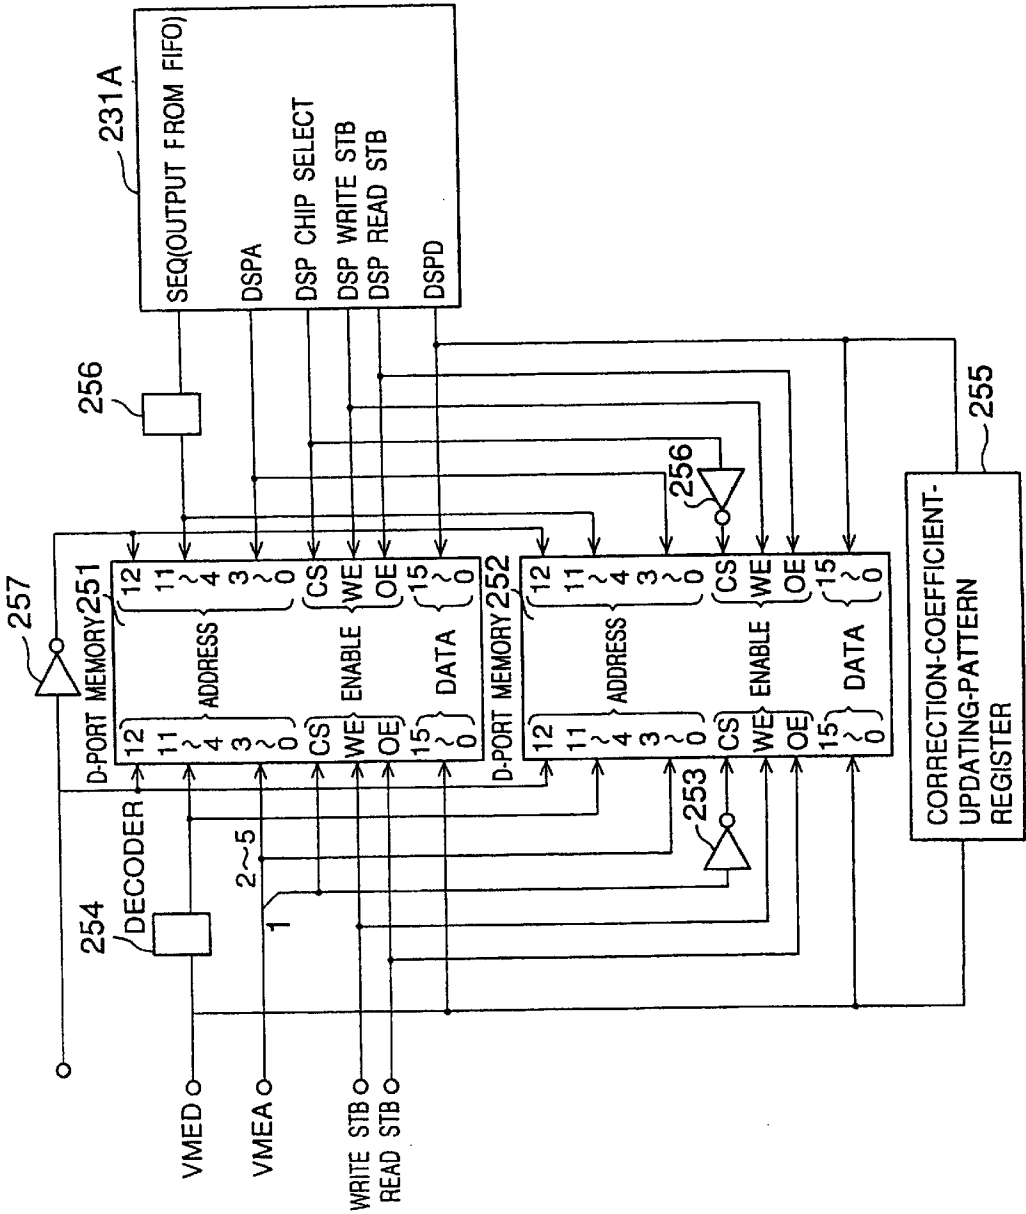 257
D-PORT MEMORY 251
256
231A
254
DECODER
12
11
~
4
3
~
0
ADDRESS
CS
WE
OE
ENABLE
15
~
0
DATA
12
11
~
4
3
~
0
CS
WE
OE
15
~
0
SEQ(OUTPUT FROM FIFO)
DSPA
DSP CHIP SELECT
DSP WRITE STB
DSP READ STB
DSPD
VMED
VMEA
WRITE STB
READ STB
2~5
1
D-PORT MEMORY 252
12
11
~
4
3
~
0
ADDRESS
CS
WE
OE
ENABLE
15
~
0
DATA
12
11
~
4
3
~
0
CS
WE
OE
15
~
0
253
256
255
CORRECTION-COEFFICIENT-
UPDATING-PATTERN
REGISTER